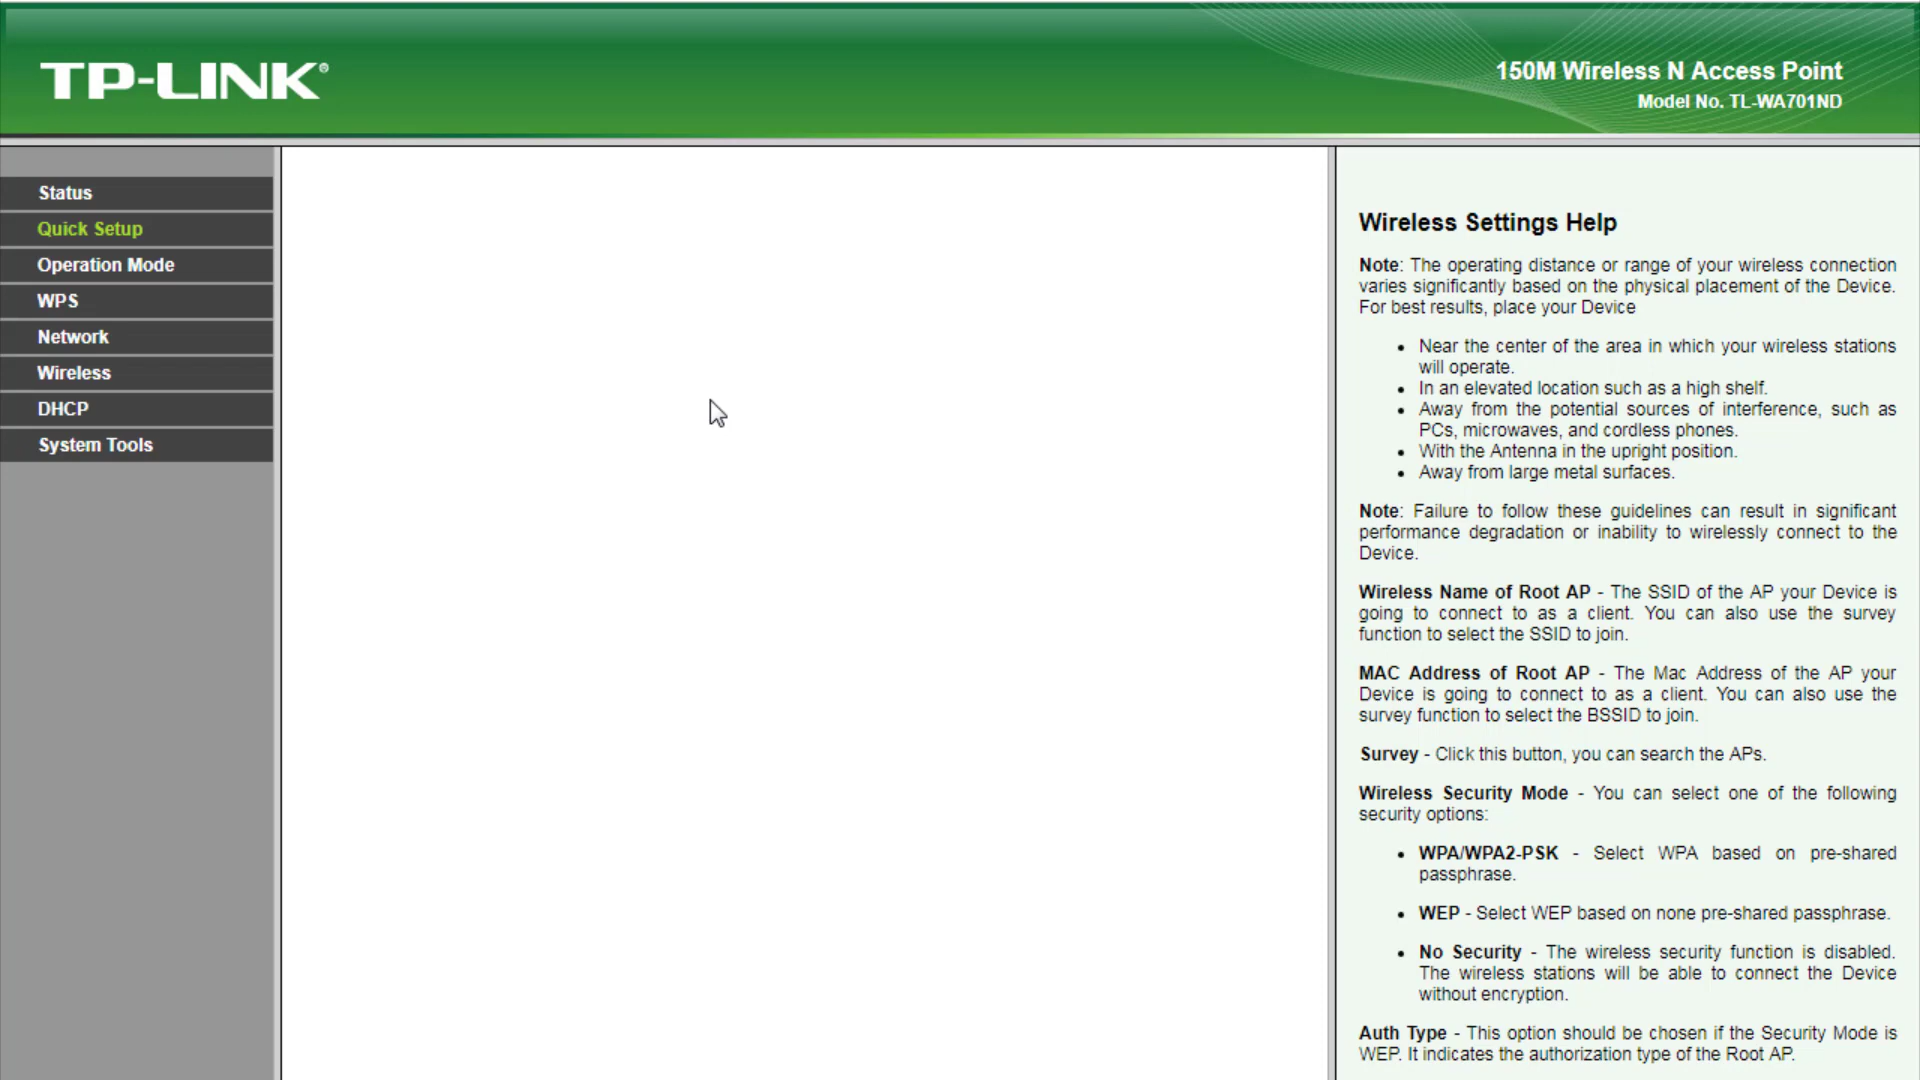 TP-LINK®
150M Wireless N Access Point
Model No. TL-WA701ND
Status
Quick Setup
Operation Mode
WPS
Network
Wireless
DHCP
System Tools
Wireless Settings Help
Note: The operating distance or range of your wireless connection
varies significantly based on the physical placement of the Device.
For best results, place your Device
• Near the center of the area in which your wireless stations
will operate.
• In an elevated location such as a high shelf.
• Away from the potential sources of interference, such as
PCs, microwaves, and cordless phones.
• With the Antenna in the upright position.
• Away from large metal surfaces.
Note: Failure to follow these guidelines can result in significant
performance degradation or inability to wirelessly connect to the
Device.
Wireless Name of Root AP - The SSID of the AP your Device is
going to connect to as a client. You can also use the survey
function to select the SSID to join.
MAC Address of Root AP - The Mac Address of the AP your
Device is going to connect to as a client. You can also use the
survey function to select the BSSID to join.
Survey - Click this button, you can search the APs.
Wireless Security Mode - You can select one of the following
security options:
• WPA/WPA2-PSK - Select WPA based on pre-shared
passphrase.
• WEP - Select WEP based on none pre-shared passphrase.
• No Security - The wireless security function is disabled.
The wireless stations will be able to connect the Device
without encryption.
Auth Type - This option should be chosen if the Security Mode is
WEP. It indicates the authorization type of the Root AP.